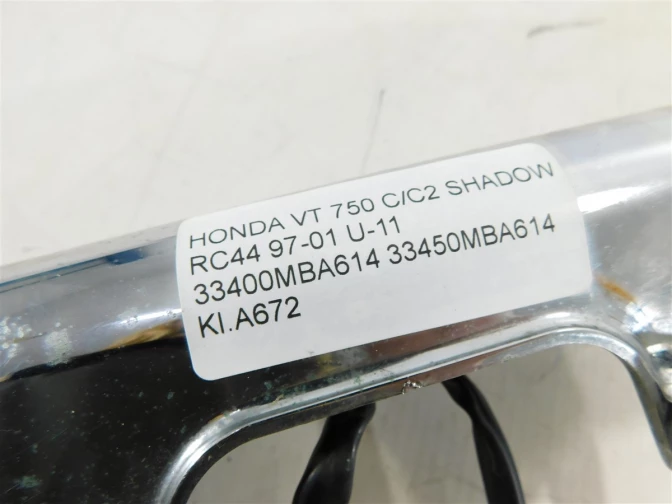 HONDA VT 750 C/C2 SHADOW
RC44 97-01 U-11
33400MBA614 33450MBA614
KI.A672